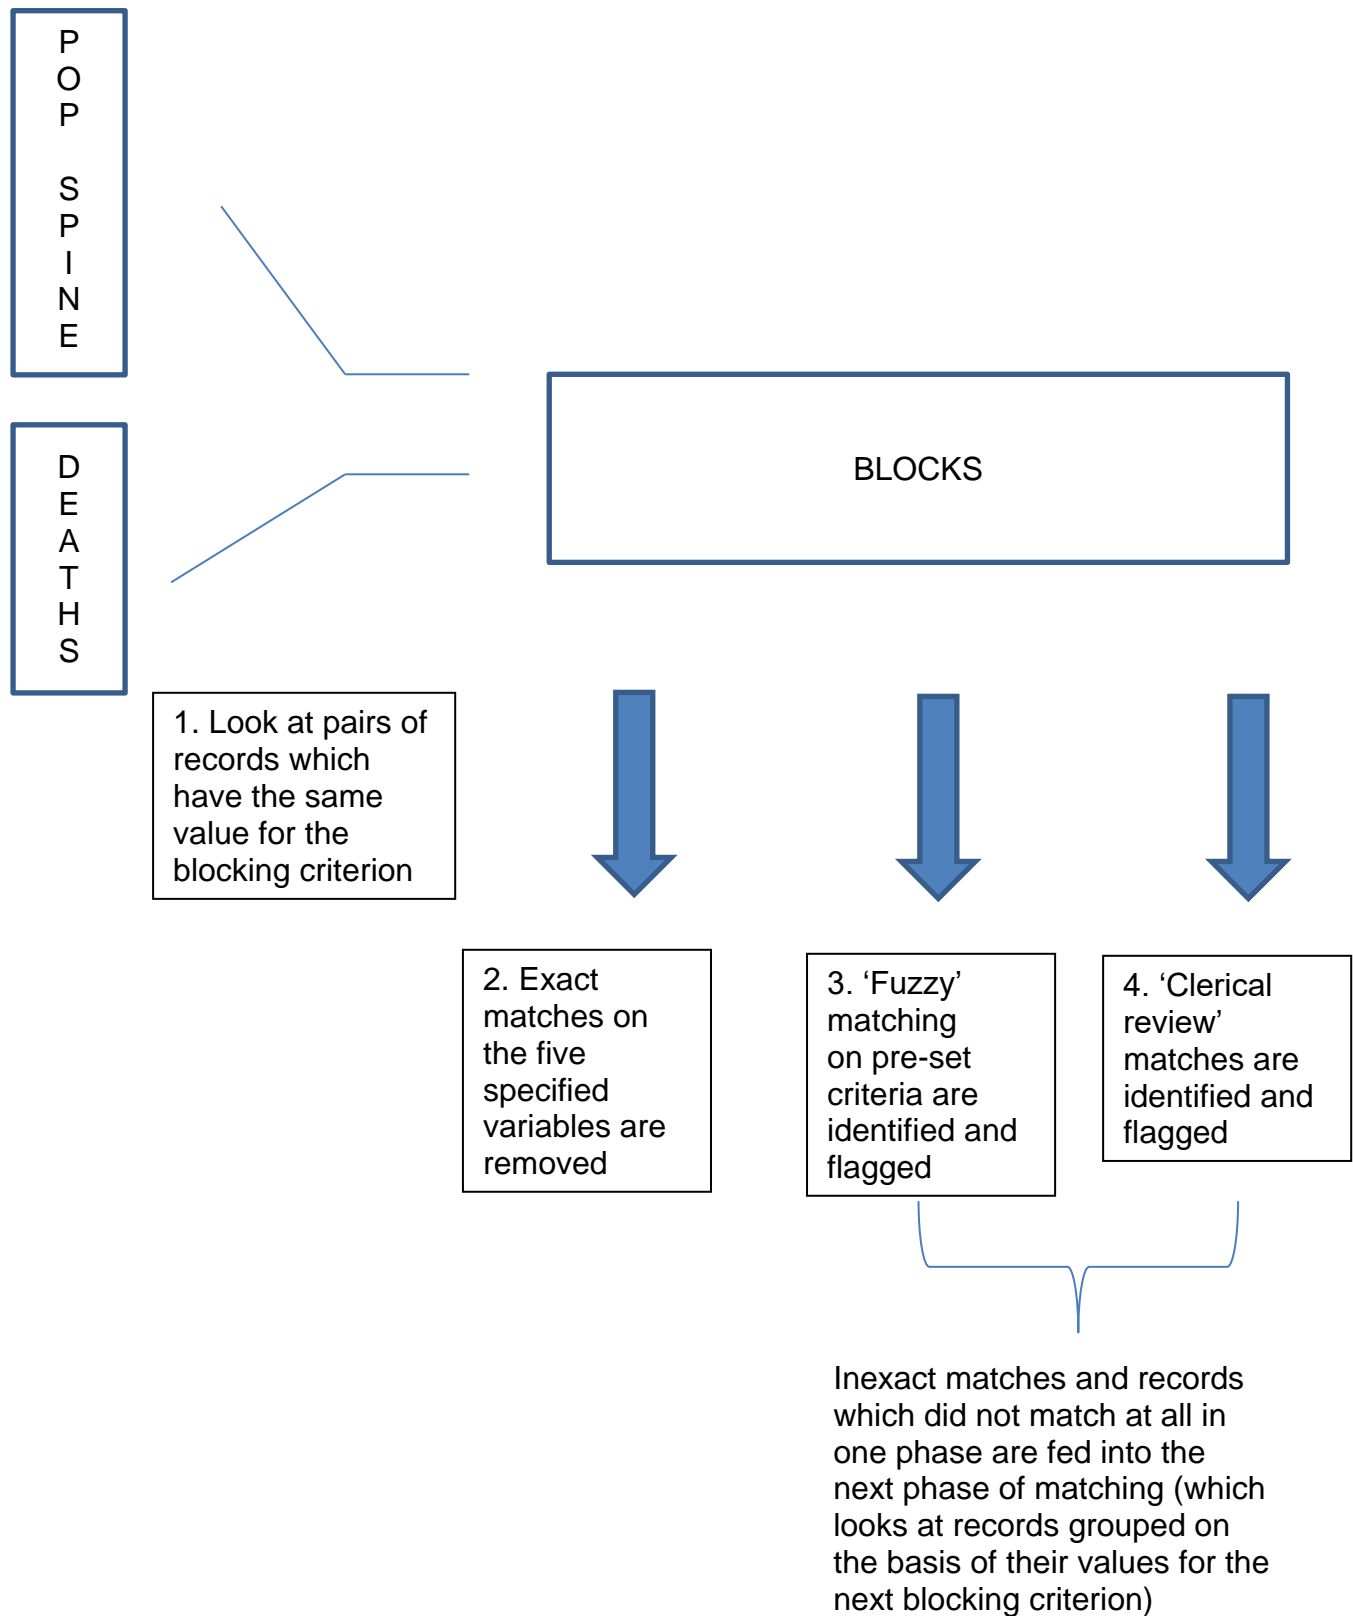 P
O
P
S
P
I
N
E
D
E
A
T
H
S
BLOCKS
1. Look at pairs of
records which
have the same
value for the
blocking criterion
2. Exact
matches on
the five
specified
variables are
removed
3. ‘Fuzzy’
matching
on pre-set
criteria are
identified and
flagged
4. ‘Clerical
review’
matches are
identified and
flagged
Inexact matches and records
which did not match at all in
one phase are fed into the
next phase of matching (which
looks at records grouped on
the basis of their values for the
next blocking criterion)